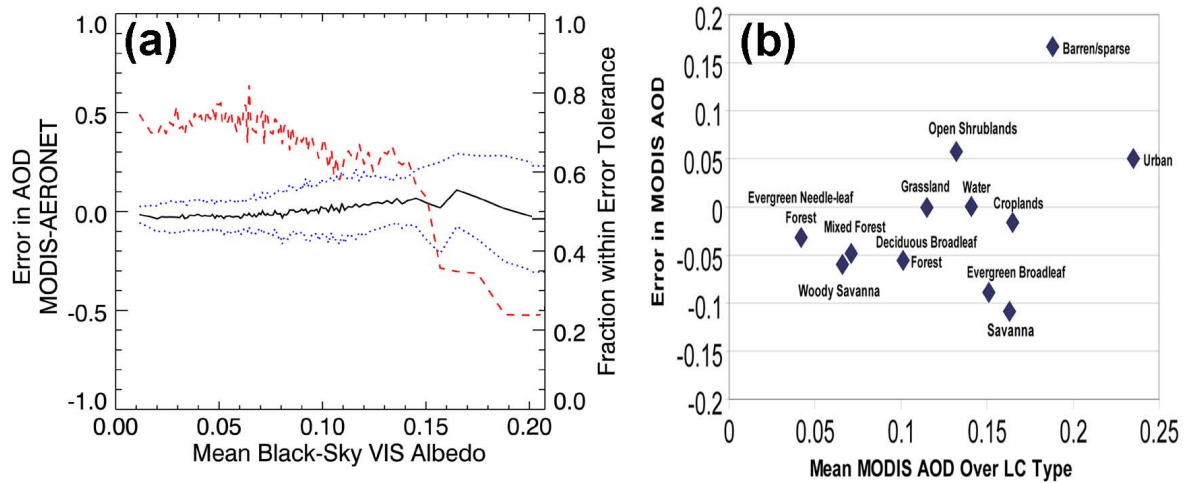 (a)
1.0
0.5
0.0
-0.5
-1.0
Error in AOD
MODIS-AERONET
0.00
0.05
0.10
0.15
0.20
Mean Black-Sky VIS Albedo
1.0
0.8
0.6
0.4
0.2
0.0
Fraction within Error Tolerance
(b)
0.2
0.15
0.1
0.05
0
-0.05
-0.1
-0.15
-0.2
Error in MODIS AOD
Barren/sparse
Open Shrublands
Urban
Evergreen Needle-leaf
Forest
Grassland
Water
Croplands
Mixed Forest
Deciduous Broadleaf
Forest
Woody Savanna
Evergreen Broadleaf
Savanna
0
0.05
0.1
0.15
0.2
0.25
Mean MODIS AOD Over LC Type